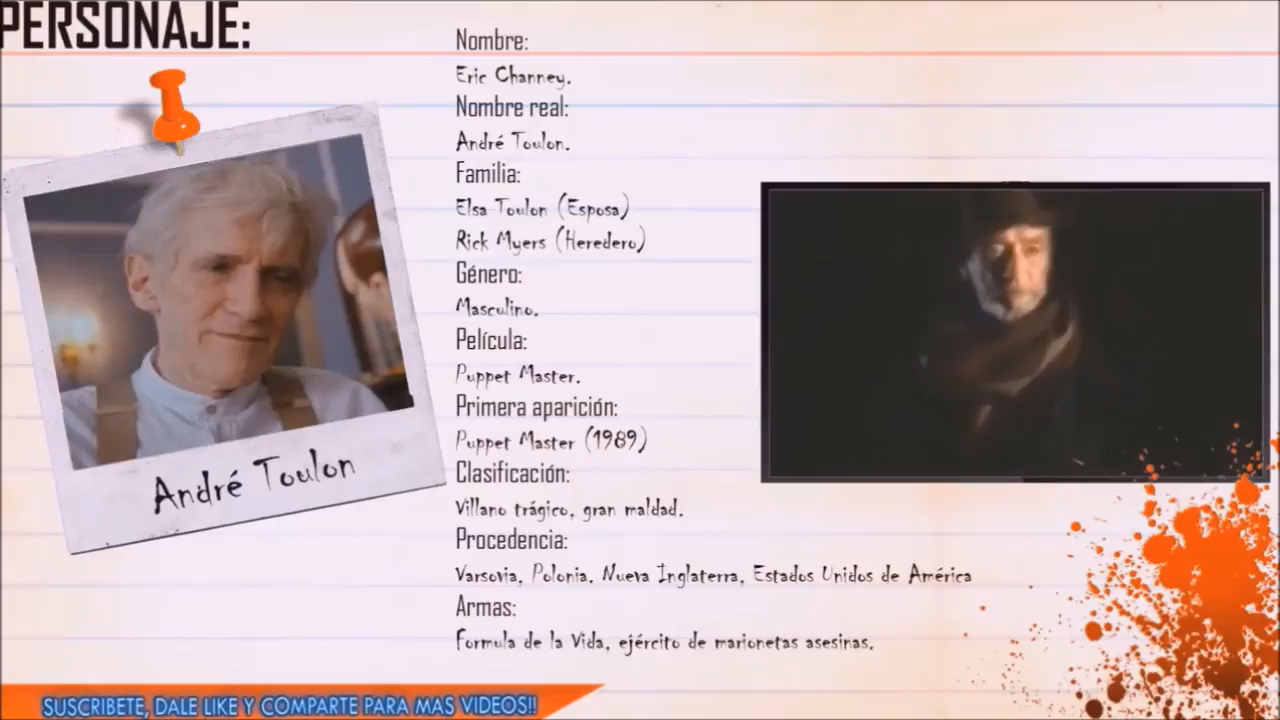 PERSONAJE:
Nombre:
Eric Channey.
Nombre real:
André Toulon.
Familia:
Elsa Toulon (Esposa)
Rick Myers (Heredero)
Género:
Masculino.
Película:
Puppet Master.
Primera aparición:
Puppet Master (1989)
Clasificación:
Villano trágico, gran maldad.
Procedencia:
Varsovia, Polonia. Nueva Inglaterra, Estados Unidos de América
Armas:
Formula de la Vida, ejército de marionetas asesinas.
André Toulon
SUSCRIBETE, DALE LIKE Y COMPARTE PARA MAS VIDEOS!!